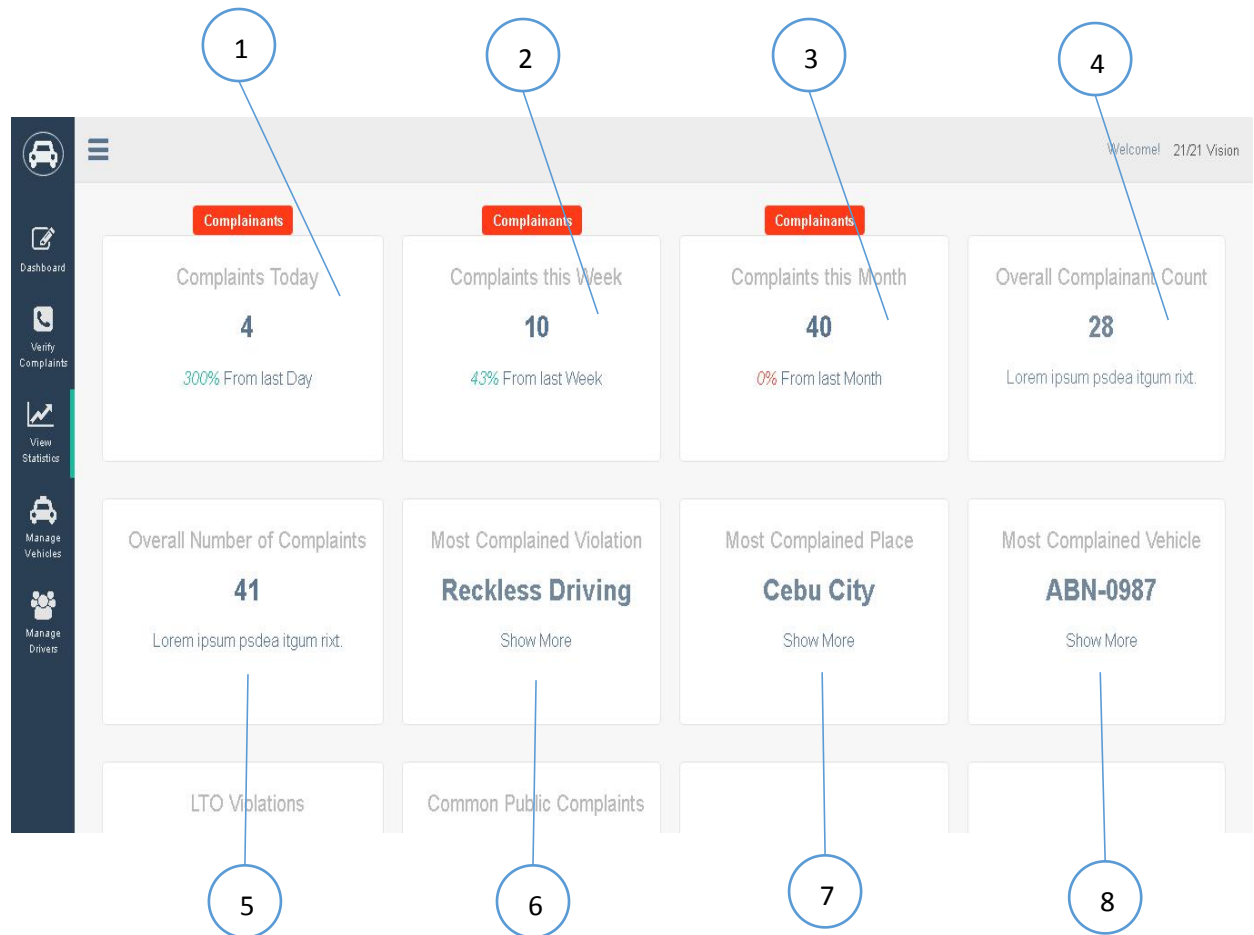 1
2
3
4
Welcome! 21/21 Vision
Dashboard
Verify
Complaints
View
Statistics
Manage
Vehicles
Manage
Drivers
Complainants
Complaints Today
4
300% From last Day
Complainants
Complaints this Week
10
43% From last Week
Complainants
Complaints this Month
40
0% From last Month
Overall Complainant Count
28
Lorem ipsum psdea itgum rixt.
Overall Number of Complaints
41
Lorem ipsum psdea itgum rixt.
Most Complained Violation
Reckless Driving
Show More
Most Complained Place
Cebu City
Show More
Most Complained Vehicle
ABN-0987
Show More
LTO Violations
Common Public Complaints
5
6
7
8